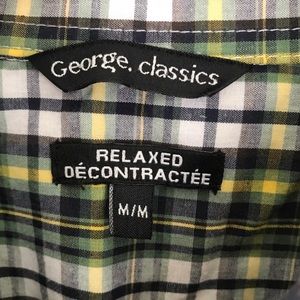 George. classics
RELAXED
DÉCONTRACTÉE
M/M